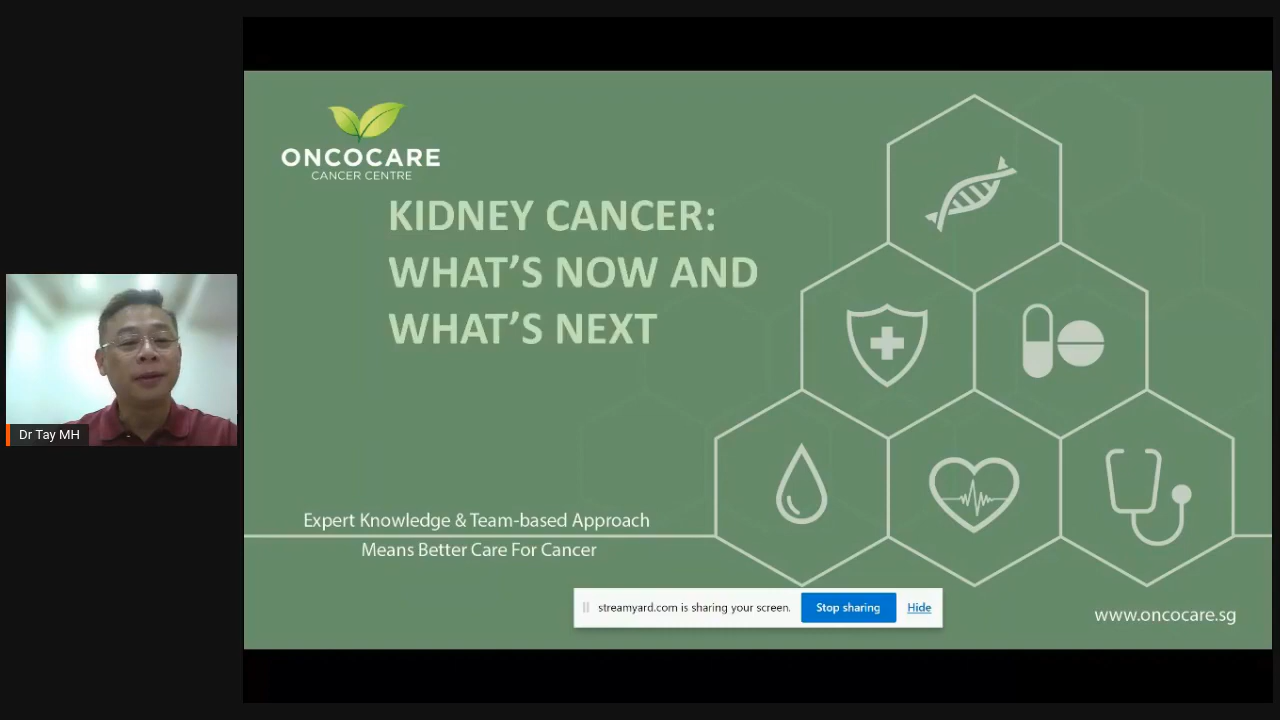 ONCOCARE
CANCER CENTRE
KIDNEY CANCER:
WHAT'S NOW AND
WHAT'S NEXT
Dr Tay MH
Expert Knowledge & Team-based Approach
Means Better Care For Cancer
streamyard.com is sharing your screen.
Stop sharing
Hide
www.oncocare.sg